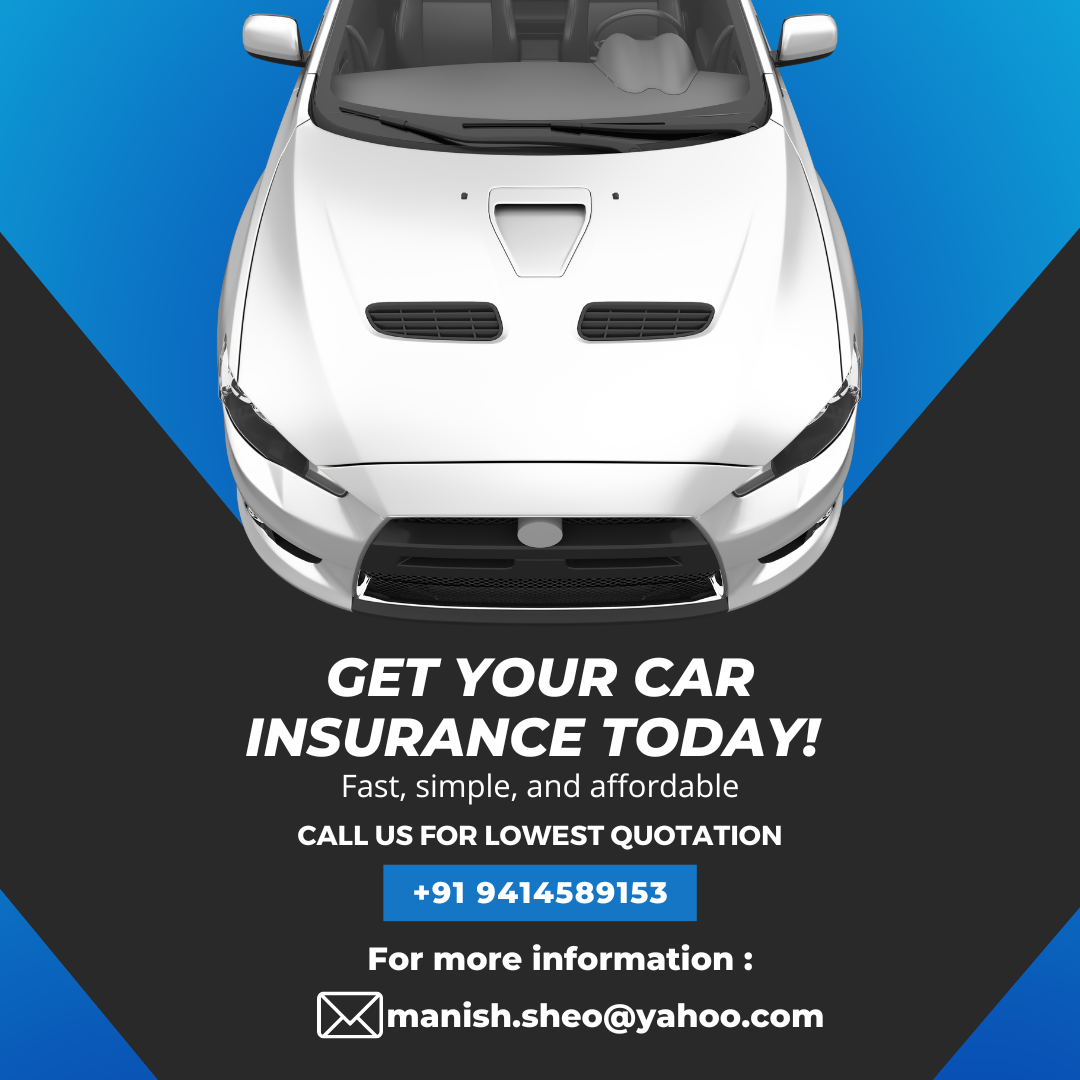 GET YOUR CAR
INSURANCE TODAY!
Fast, simple, and affordable
CALL US FOR LOWEST QUOTATION
+91 9414589153
For more information :
manish.sheo@yahoo.com